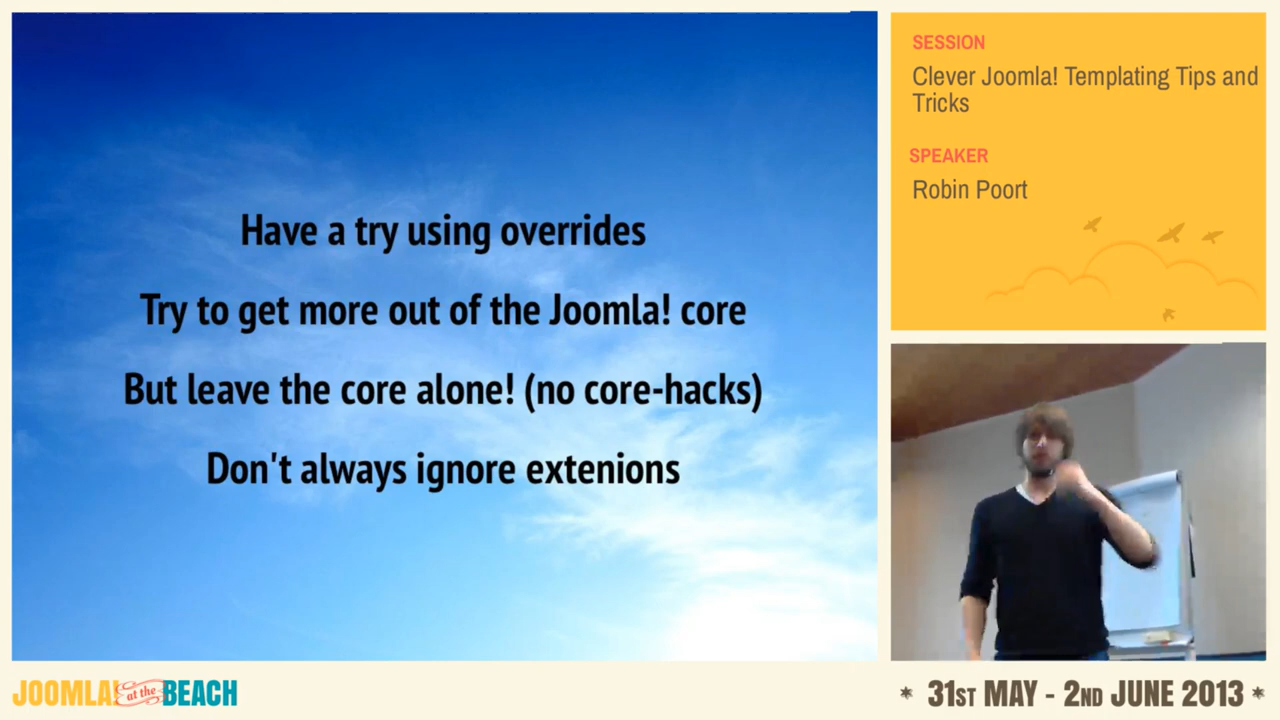 Have a try using overrides
Try to get more out of the Joomla! core
But leave the core alone! (no core-hacks)
Don't always ignore extenions
SESSION
Clever Joomla! Templating Tips and
Tricks
SPEAKER
Robin Poort
JOOMLA! at the BEACH
* 31ST MAY - 2ND JUNE 2013 *